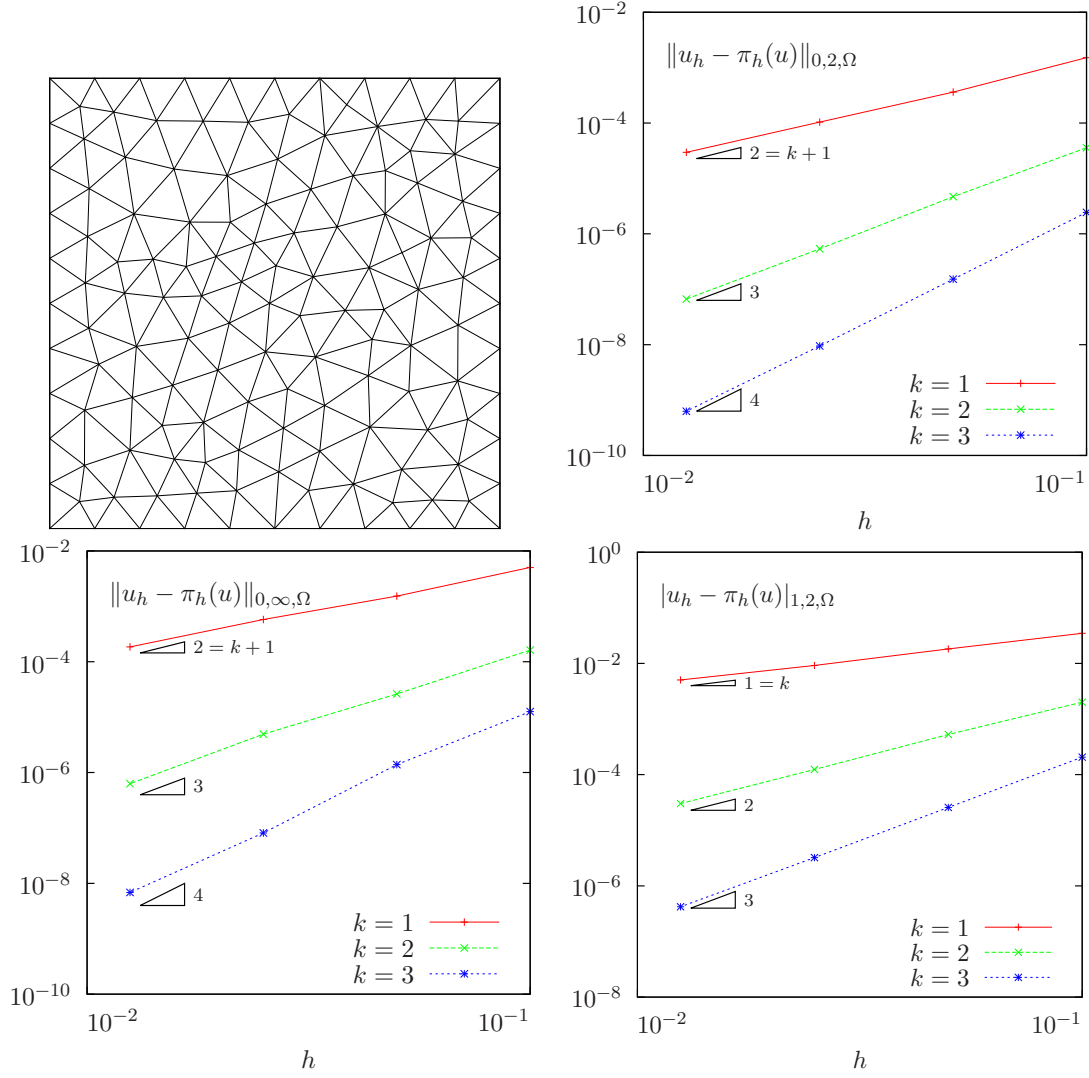 10⁻²
10⁻⁴
10⁻⁶
10⁻⁸
10⁻¹⁰
‖u_h − π_h(u)‖_{0,2,Ω}
2 = k + 1
3
4
k = 1
k = 2
k = 3
10⁻² 10⁻¹
h
10⁻²
10⁻⁴
10⁻⁶
10⁻⁸
10⁻¹⁰
‖u_h − π_h(u)‖_{0,∞,Ω}
2 = k + 1
3
4
k = 1
k = 2
k = 3
10⁻² 10⁻¹
h
10⁰
10⁻²
10⁻⁴
10⁻⁶
10⁻⁸
|u_h − π_h(u)|_{1,2,Ω}
1 = k
2
3
k = 1
k = 2
k = 3
10⁻² 10⁻¹
h